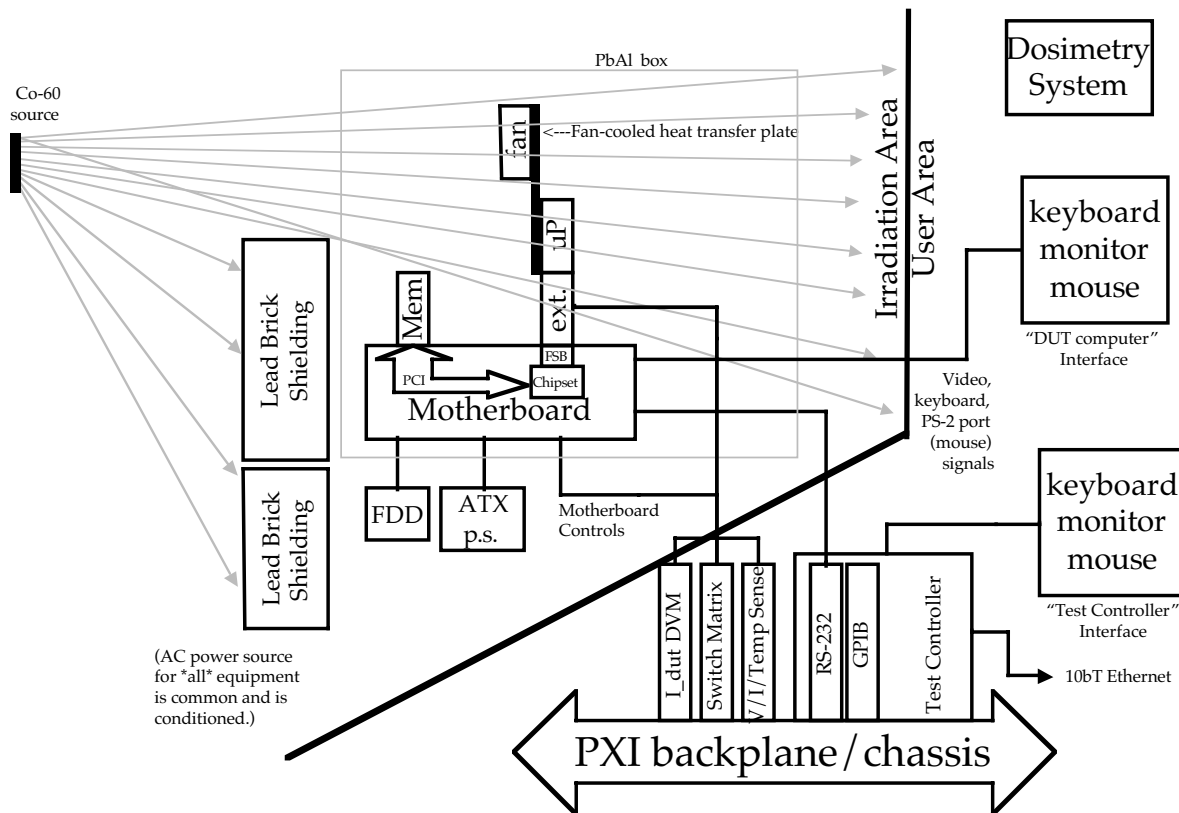 Co-60
source
PbAl box
fan
<---Fan-cooled heat transfer plate
Dosimetry
System
Irradiation Area
User Area
uP
ext.
Mem
FSB
PCI
Chipset
Motherboard
Lead Brick
Shielding
Lead Brick
Shielding
keyboard
monitor
mouse
“DUT computer”
Interface
Video,
keyboard,
PS-2 port
(mouse)
signals
FDD
ATX
p.s.
Motherboard
Controls
keyboard
monitor
mouse
“Test Controller”
Interface
I_dut DVM
Switch Matrix
V/I/Temp Sense
RS-232
GPIB
Test Controller
10bT Ethernet
(AC power source
for *all* equipment
is common and is
conditioned.)
PXI backplane/chassis